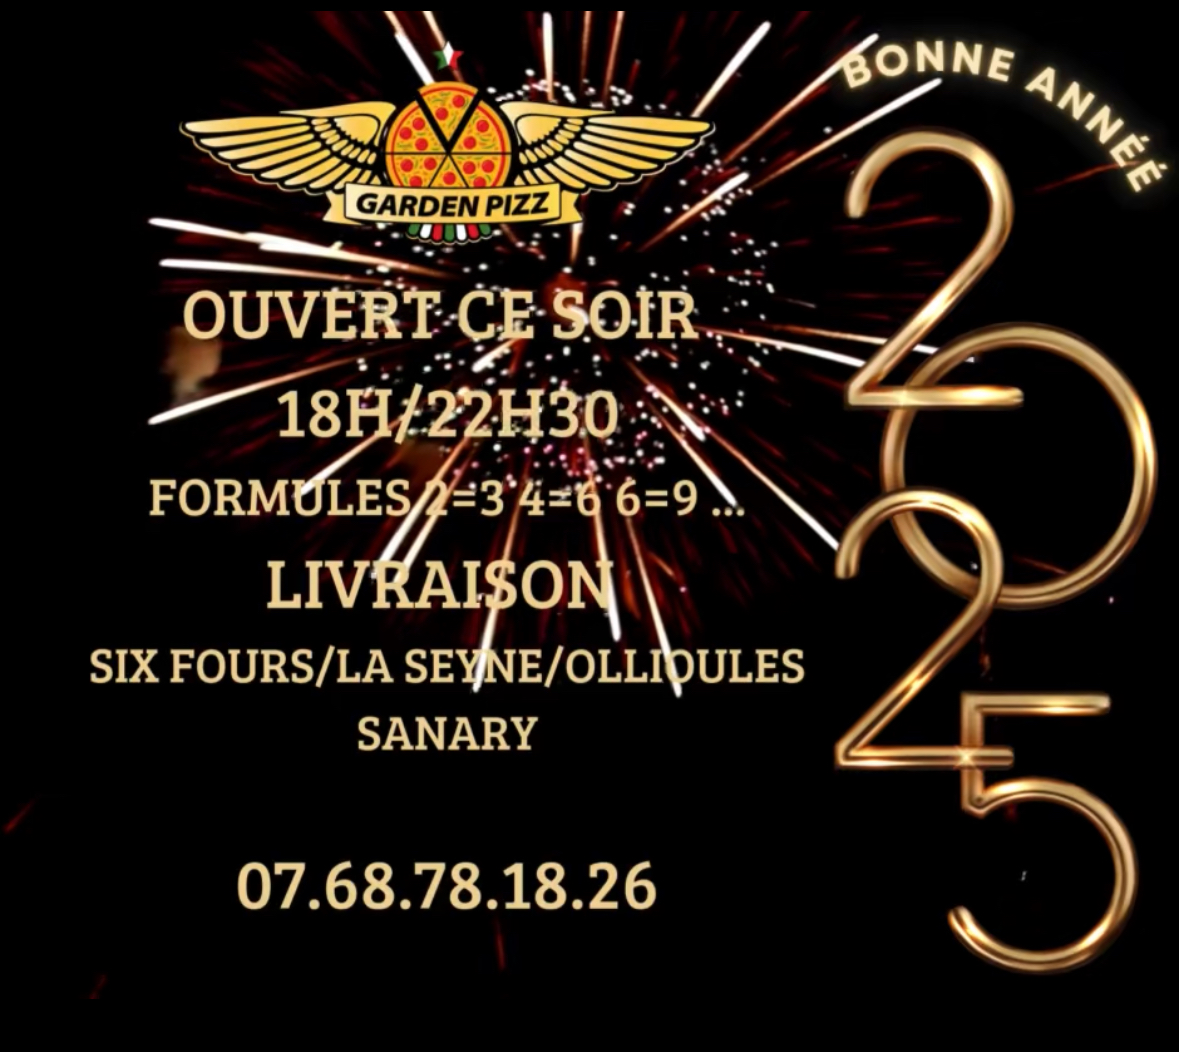 BONNE ANNÉÉ
GARDEN PIZZ
OUVERT CE SOIR
18H/22H30
FORMULES 2=3 4=6 6=9 ...
LIVRAISON
SIX FOURS/LA SEYNE/OLLIOULES
SANARY
07.68.78.18.26
2025